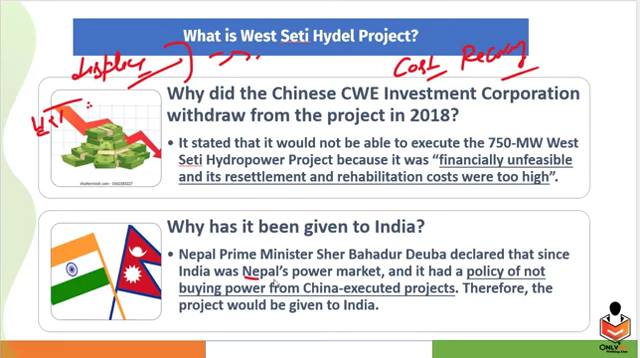 What is West Seti Hydel Project?
Cost Recovery
Why did the Chinese CWE Investment Corporation
withdraw from the project in 2018?
• It stated that it would not be able to execute the 750-MW West
Seti Hydropower Project because it was “financially unfeasible
and its resettlement and rehabilitation costs were too high”.
Why has it been given to India?
• Nepal Prime Minister Sher Bahadur Deuba declared that since
India was Nepal’s power market, and it had a policy of not
buying power from China-executed projects. Therefore, the
project would be given to India.